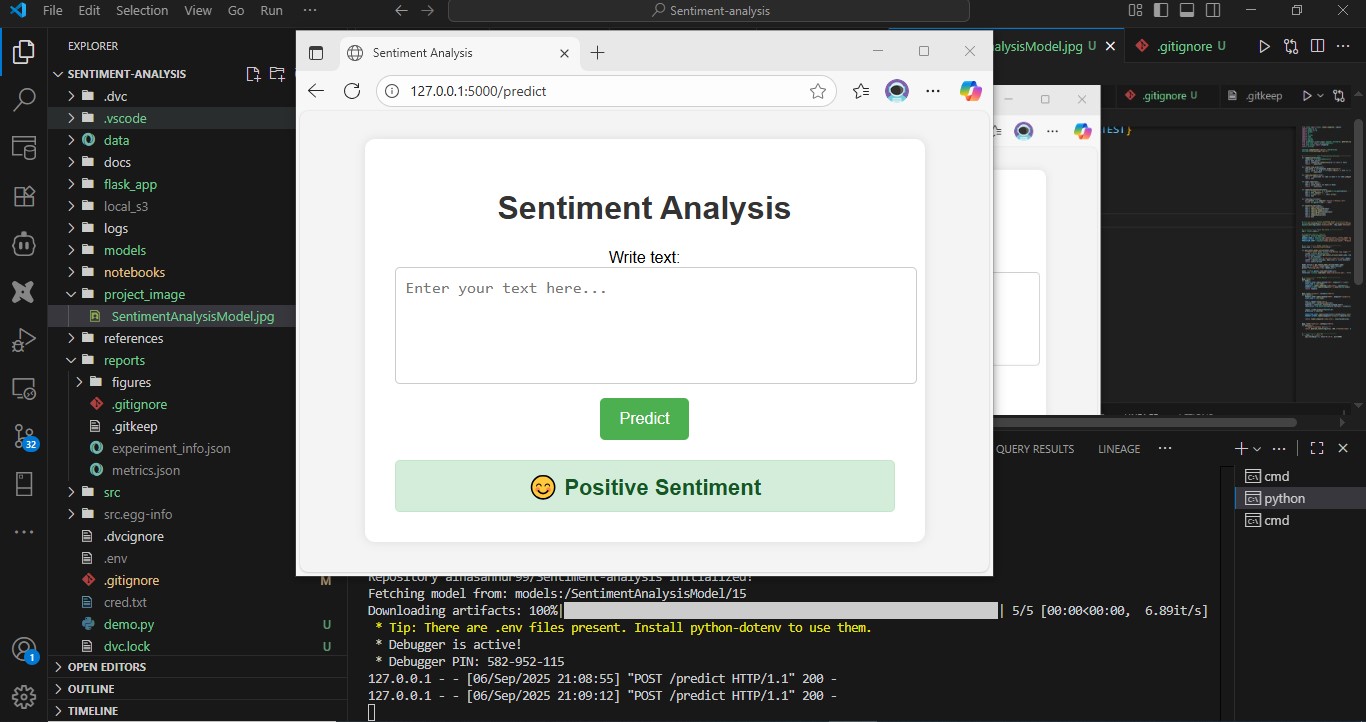 File Edit Selection View Go Run ··· Sentiment-analysis
EXPLORER
SENTIMENT-ANALYSIS
.dvc
.vscode
data
docs
flask_app
local_s3
logs
models
notebooks
project_image
SentimentAnalysisModel.jpg
references
reports
figures
.gitignore
.gitkeep
experiment_info.json
metrics.json
src
src.egg-info
.dvcignore
.env
.gitignore M
cred.txt
demo.py U
dvc.lock U
OPEN EDITORS
OUTLINE
TIMELINE
32
1
Sentiment Analysis
127.0.0.1:5000/predict
Sentiment Analysis
Write text:
Enter your text here...
Predict
😊 Positive Sentiment
alysisModel.jpg U .gitignore U
.gitignore U .gitkeep
TEST}
QUERY RESULTS LINEAGE ···
cmd
python
cmd
Fetching model from: models:/SentimentAnalysisModel/15
Downloading artifacts: 100%| | 5/5 [00:00<00:00, 6.89it/s]
* Tip: There are .env files present. Install python-dotenv to use them.
* Debugger is active!
* Debugger PIN: 582-952-115
127.0.0.1 - - [06/Sep/2025 21:08:55] "POST /predict HTTP/1.1" 200 -
127.0.0.1 - - [06/Sep/2025 21:09:12] "POST /predict HTTP/1.1" 200 -